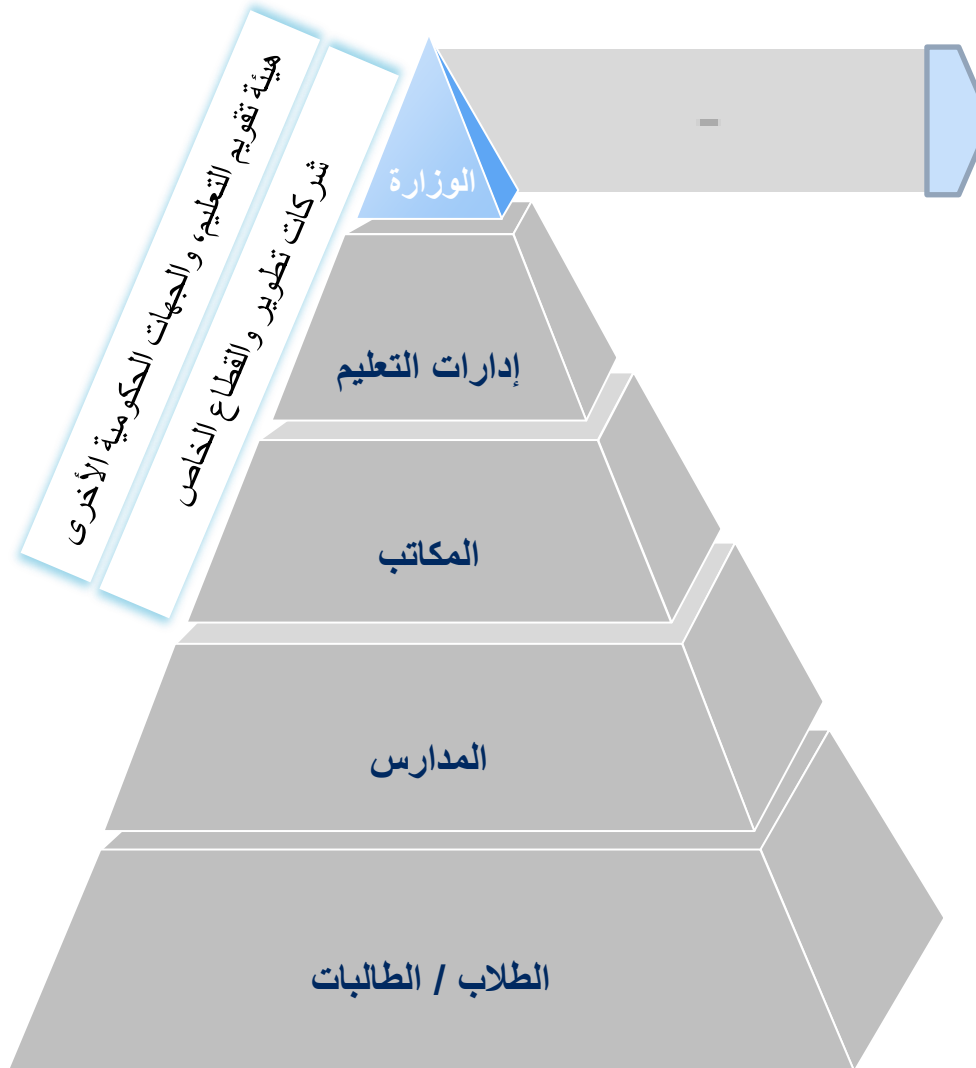 هيئة تقويم التعليم، والجهات الحكومية الأخرى
شركات تطوير والقطاع الخاص
الوزارة
-
إدارات التعليم
المكاتب
المدارس
الطلاب / الطالبات